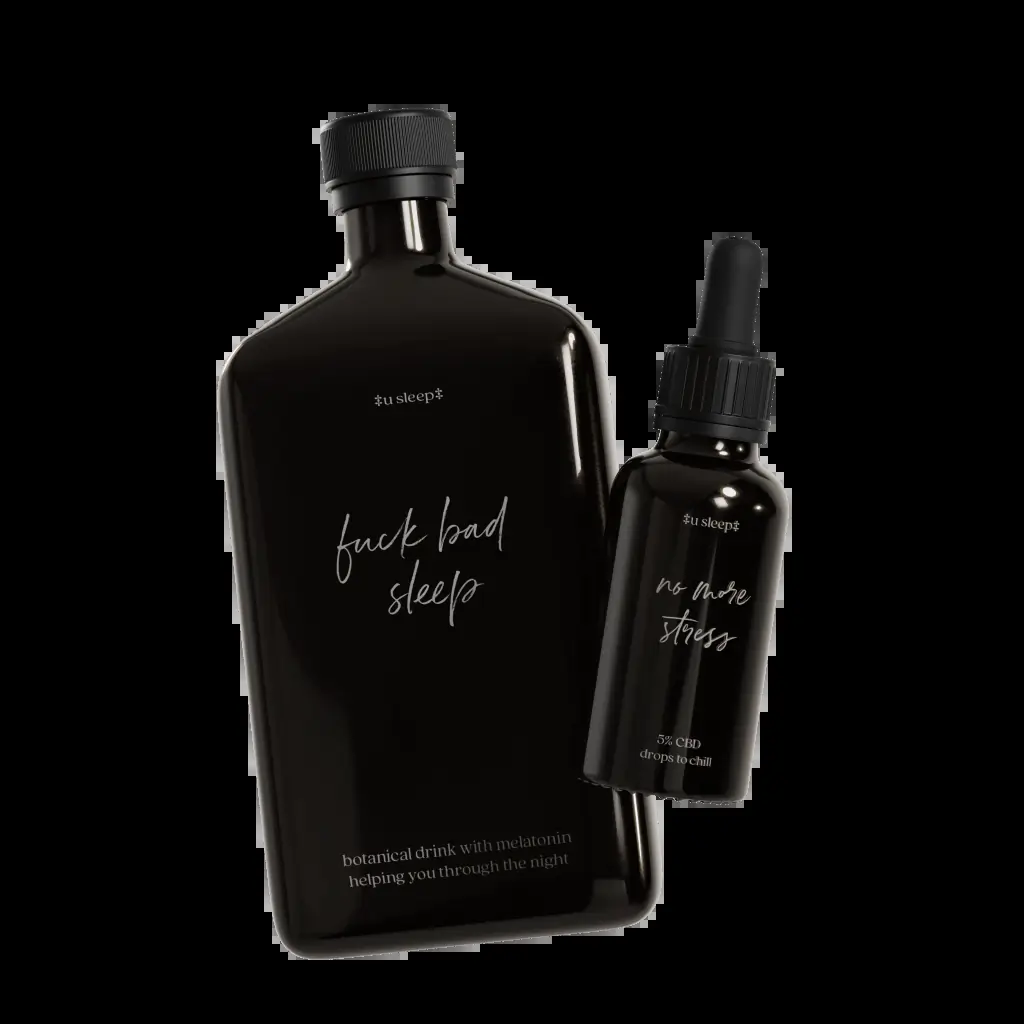 ‡u sleep‡
fuck bad
sleep
botanical drink with melatonin
helping you through the night
‡u sleep‡
no more
stress
5% CBD
drops to chill